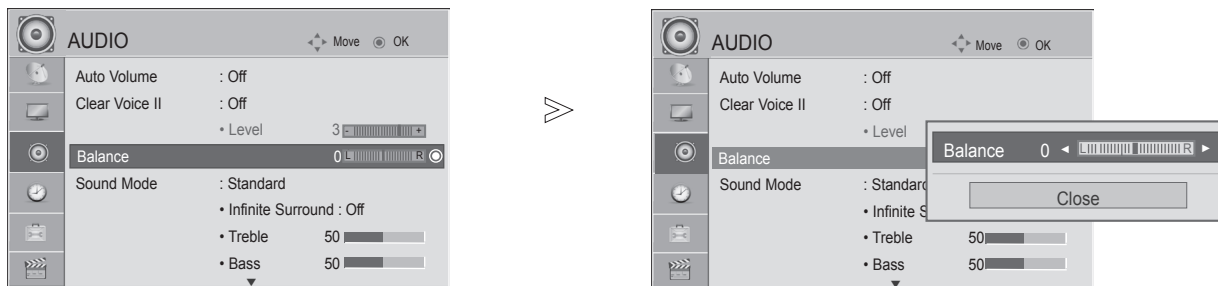 AUDIO
Move OK
Auto Volume : Off
Clear Voice II : Off
• Level 3 - +
Balance 0 L R
Sound Mode : Standard
• Infinite Surround : Off
• Treble 50
• Bass 50
AUDIO
Move OK
Auto Volume : Off
Clear Voice II : Off
• Level
Balance
Balance 0 L R
Close
Sound Mode : Standard
• Infinite S
• Treble 50
• Bass 50